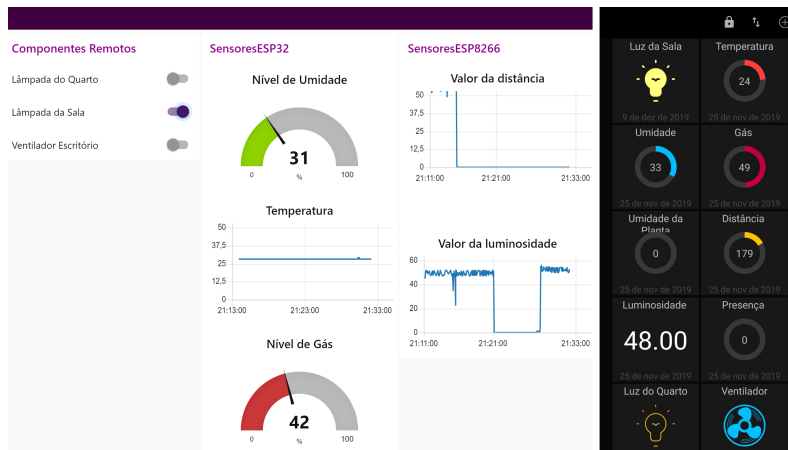 Componentes Remotos
Lâmpada do Quarto
Lâmpada da Sala
Ventilador Escritório
SensoresESP32
Nível de Umidade
31
0
%
100
Temperatura
50
37,5
25
12,5
0
21:13:00
21:23:00
21:33:00
Nível de Gás
42
0
%
100
SensoresESP8266
Valor da distância
50
37,5
25
12,5
0
21:11:00
21:21:00
21:33:00
Valor da luminosidade
60
40
20
0
21:11:00
21:21:00
21:33:00
Luz da Sala
Temperatura
24
9 de dez de 2019
25 de nov de 2019
Umidade
Gás
33
49
25 de nov de 2019
25 de nov de 2019
Umidade da
Planta
Distância
0
179
25 de nov de 2019
25 de nov de 2019
Luminosidade
Presença
48.00
0
25 de nov de 2019
25 de nov de 2019
Luz do Quarto
Ventilador